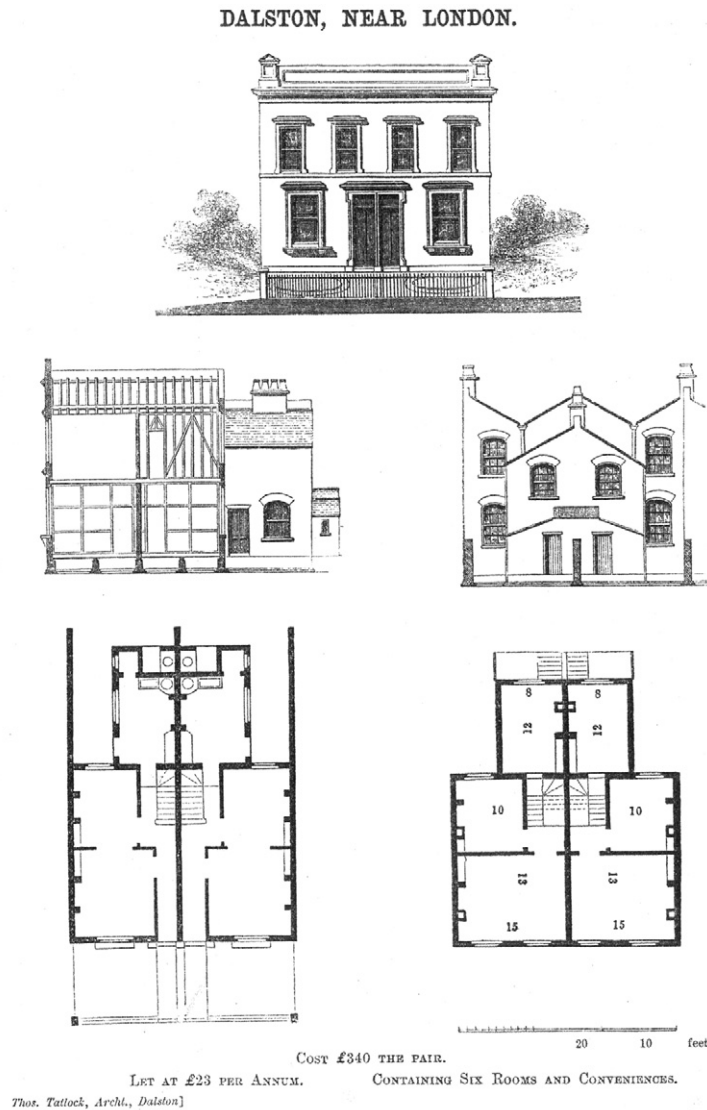 DALSTON, NEAR LONDON.
8 8
12 12
10 10
13 13
15 15
20 10 feet
COST £340 THE PAIR.
LET AT £23 PER ANNUM. CONTAINING SIX ROOMS AND CONVENIENCES.
Thos. Tatlock, Archt., Dalston]